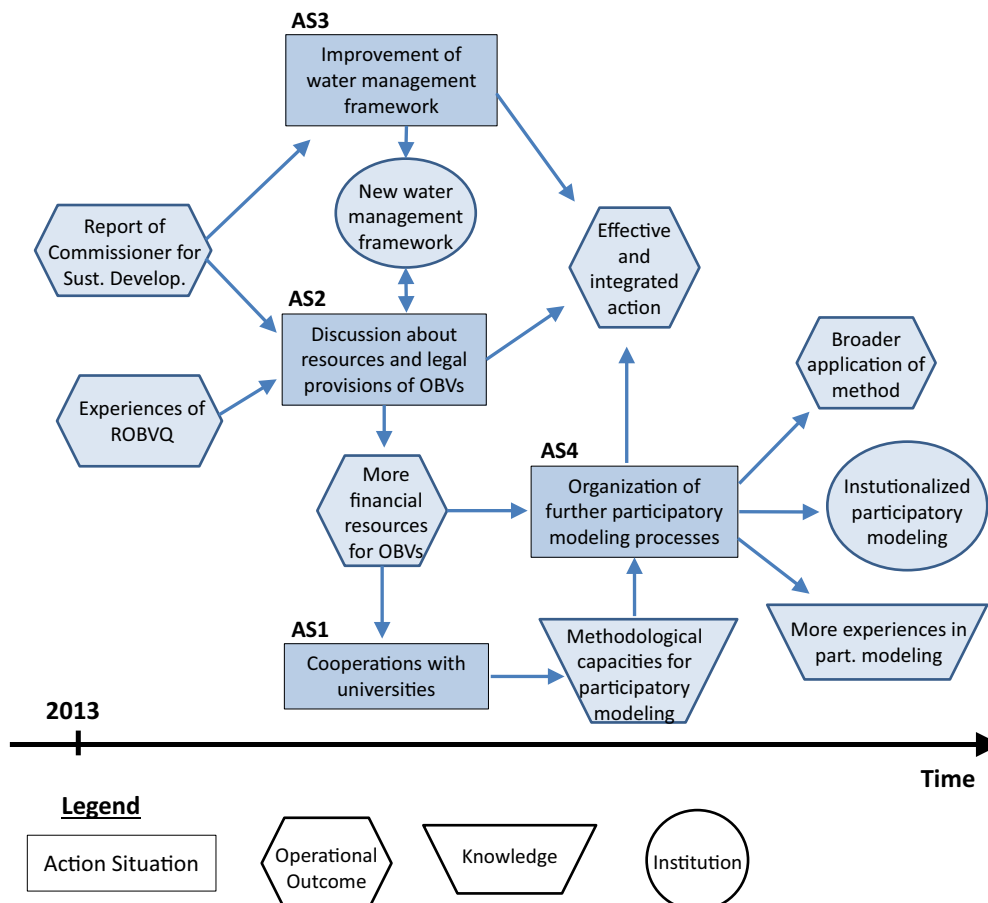 AS3
Improvement of
water management
framework
New water
management
framework
Report of
Commissioner for
Sust. Develop.
Effective
and
integrated
action
AS2
Discussion about
resources and legal
provisions of OBVs
Experiences of
ROBVQ
Broader
application of
method
More
financial
resources
for OBVs
AS4
Organization of
further participatory
modeling processes
Instutionalized
participatory
modeling
AS1
Cooperations with
universities
Methodological
capacities for
participatory
modeling
More experiences in
part. modeling
2013
Time
Legend
Action Situation
Operational
Outcome
Knowledge
Institution